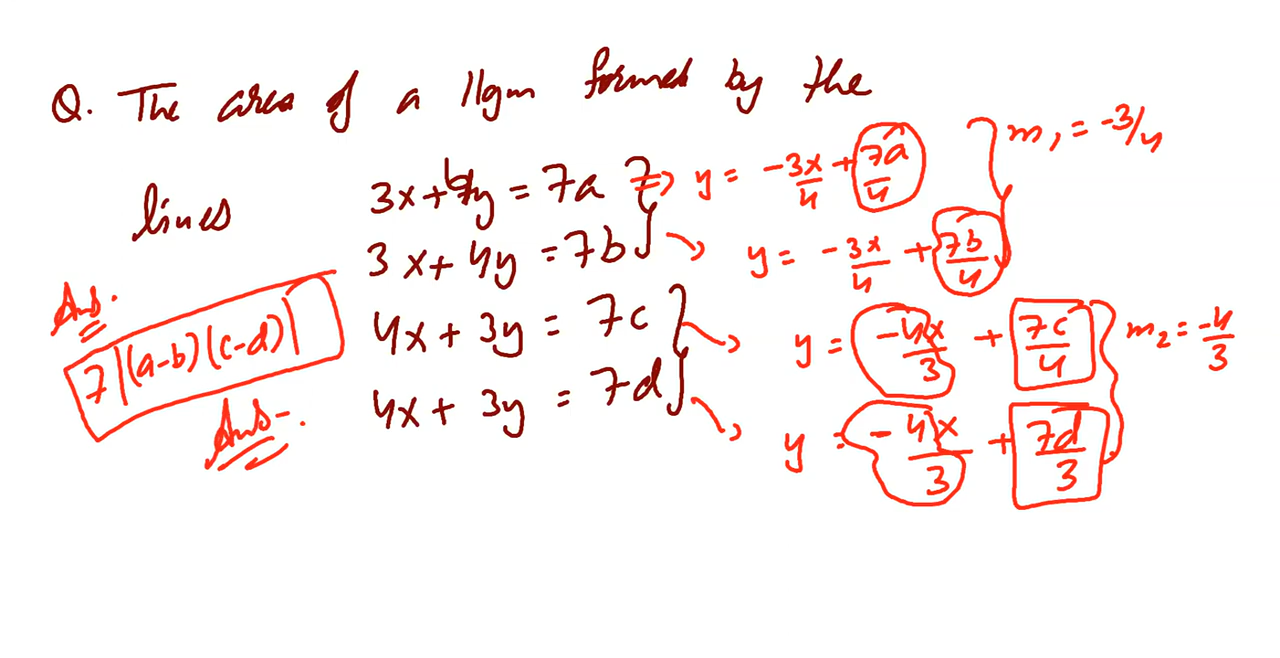 Q. The area of a ||gm formed by the
lines
3x + 4y = 7a => y = -3x/4 + 7a/4
3x + 4y = 7b → y = -3x/4 + 7b/4
m₁ = -3/4
4x + 3y = 7c → y = -4x/3 + 7c/4
4x + 3y = 7d → y = -4x/3 + 7d/3
m₂ = -4/3
Ans.
7|(a-b)(c-d)|
Ans-.